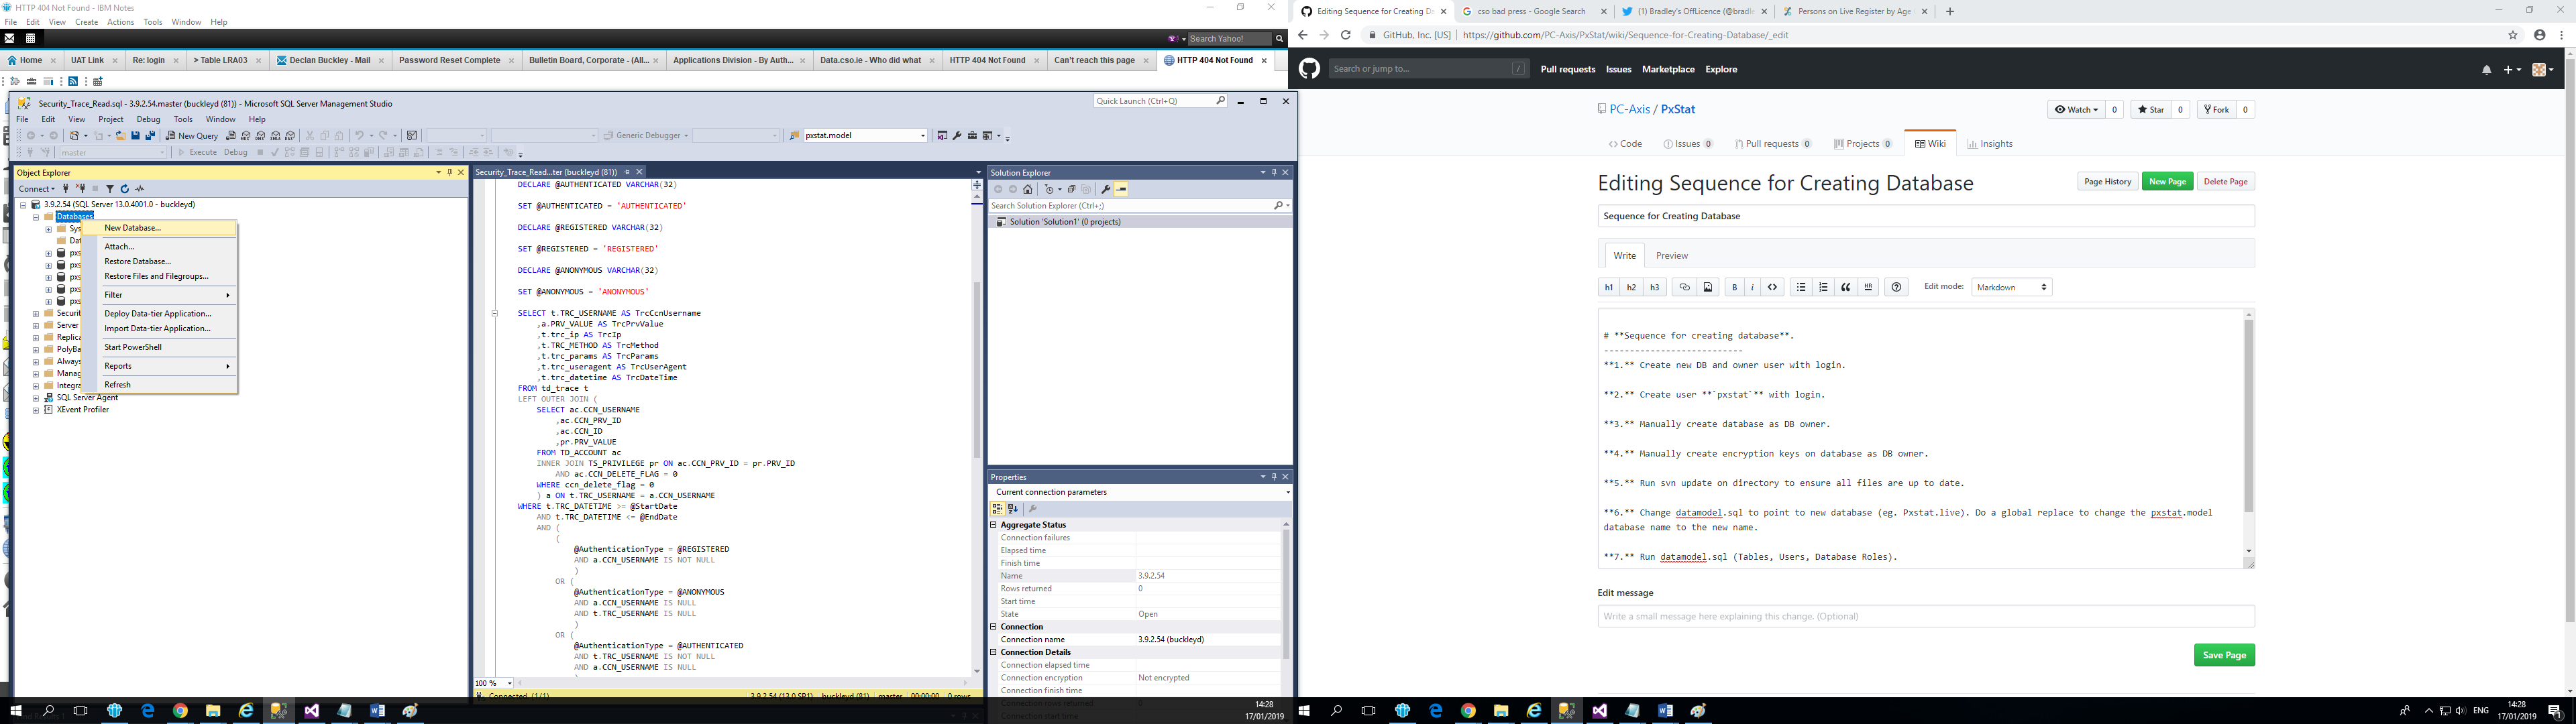 HTTP 404 Not Found - IBM Notes
File Edit View Create Actions Tools Window Help
Search Yahoo!
Home UAT Link Re: login > Table LRA03 Declan Buckley - Mail Password Reset Complete Bulletin Board, Corporate - (All... Applications Division - By Auth... Data.cso.ie - Who did what HTTP 404 Not Found Can't reach this page HTTP 404 Not Found
Security_Trace_Read.sql - 3.9.2.54.master (buckleyd (81)) - Microsoft SQL Server Management Studio
Quick Launch (Ctrl+Q)
File Edit View Project Debug Tools Window Help
New Query Generic Debugger pxstat.model
master Execute Debug
Object Explorer
Connect
3.9.2.54 (SQL Server 13.0.4001.0 - buckleyd)
Databases
Sys
Dat
pxs
pxs
pxs
pxs
pxs
Securit
Server
Replica
PolyBa
Always
Manag
Integra
SQL Server Agent
XEvent Profiler
New Database...
Attach...
Restore Database...
Restore Files and Filegroups...
Filter
Deploy Data-tier Application...
Import Data-tier Application...
Start PowerShell
Reports
Refresh
Security_Trace_Read...ter (buckleyd (81))
DECLARE @AUTHENTICATED VARCHAR(32)
SET @AUTHENTICATED = 'AUTHENTICATED'
DECLARE @REGISTERED VARCHAR(32)
SET @REGISTERED = 'REGISTERED'
DECLARE @ANONYMOUS VARCHAR(32)
SET @ANONYMOUS = 'ANONYMOUS'
SELECT t.TRC_USERNAME AS TrcCcnUsername
,a.PRV_VALUE AS TrcPrvValue
,t.trc_ip AS TrcIp
,t.TRC_METHOD AS TrcMethod
,t.trc_params AS TrcParams
,t.trc_useragent AS TrcUserAgent
,t.trc_datetime AS TrcDateTime
FROM td_trace t
LEFT OUTER JOIN (
SELECT ac.CCN_USERNAME
,ac.CCN_PRV_ID
,ac.CCN_ID
,pr.PRV_VALUE
FROM TD_ACCOUNT ac
INNER JOIN TS_PRIVILEGE pr ON ac.CCN_PRV_ID = pr.PRV_ID
AND ac.CCN_DELETE_FLAG = 0
WHERE ccn_delete_flag = 0
) a ON t.TRC_USERNAME = a.CCN_USERNAME
WHERE t.TRC_DATETIME >= @StartDate
AND t.TRC_DATETIME <= @EndDate
AND (
(
@AuthenticationType = @REGISTERED
AND a.CCN_USERNAME IS NOT NULL
)
OR (
@AuthenticationType = @ANONYMOUS
AND a.CCN_USERNAME IS NULL
AND t.TRC_USERNAME IS NULL
)
OR (
@AuthenticationType = @AUTHENTICATED
AND t.TRC_USERNAME IS NOT NULL
AND a.CCN_USERNAME IS NULL
100 %
Connected. (1/1) 3.9.2.54 (13.0 SP1) buckleyd (81) master 00:00:00 0 rows
Solution Explorer
Search Solution Explorer (Ctrl+;)
Solution 'Solution1' (0 projects)
Properties
Current connection parameters
Aggregate Status
Connection failures
Elapsed time
Finish time
Name 3.9.2.54
Rows returned 0
Start time
State Open
Connection
Connection name 3.9.2.54 (buckleyd)
Connection Details
Connection elapsed time
Connection encryption Not encrypted
Connection finish time
Connection rows returned
Connection start time
14:28
17/01/2019
Editing Sequence for Creating D cso bad press - Google Search (1) Bradley's OffLicence (@bradle Persons on Live Register by Age
GitHub, Inc. [US] https://github.com/PC-Axis/PxStat/wiki/Sequence-for-Creating-Database/_edit
Search or jump to... / Pull requests Issues Marketplace Explore
PC-Axis / PxStat
Watch 0 Star 0 Fork 0
Code Issues 0 Pull requests 0 Projects 0 Wiki Insights
Editing Sequence for Creating Database
Page History New Page Delete Page
Sequence for Creating Database
Write Preview
h1 h2 h3 B i Edit mode: Markdown
# **Sequence for creating database**.
---------------------------
**1.** Create new DB and owner user with login.
**2.** Create user **`pxstat`** with login.
**3.** Manually create database as DB owner.
**4.** Manually create encryption keys on database as DB owner.
**5.** Run svn update on directory to ensure all files are up to date.
**6.** Change datamodel.sql to point to new database (eg. Pxstat.live). Do a global replace to change the pxstat.model
database name to the new name.
**7.** Run datamodel.sql (Tables, Users, Database Roles).
Edit message
Write a small message here explaining this change. (Optional)
Save Page
ENG 14:28
17/01/2019